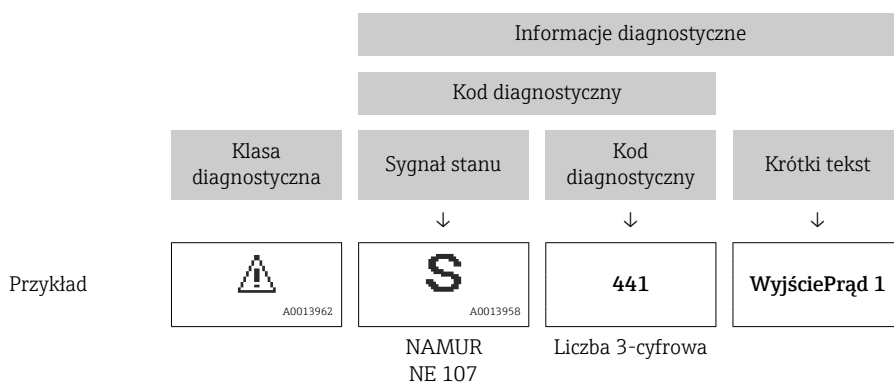 Informacje diagnostyczne
Kod diagnostyczny
Klasa
diagnostyczna
Sygnał stanu
Kod
diagnostyczny
Krótki tekst
↓ ↓ ↓
Przykład
A0013962
S
A0013958
441
WyjściePrąd 1
NAMUR
NE 107
Liczba 3-cyfrowa